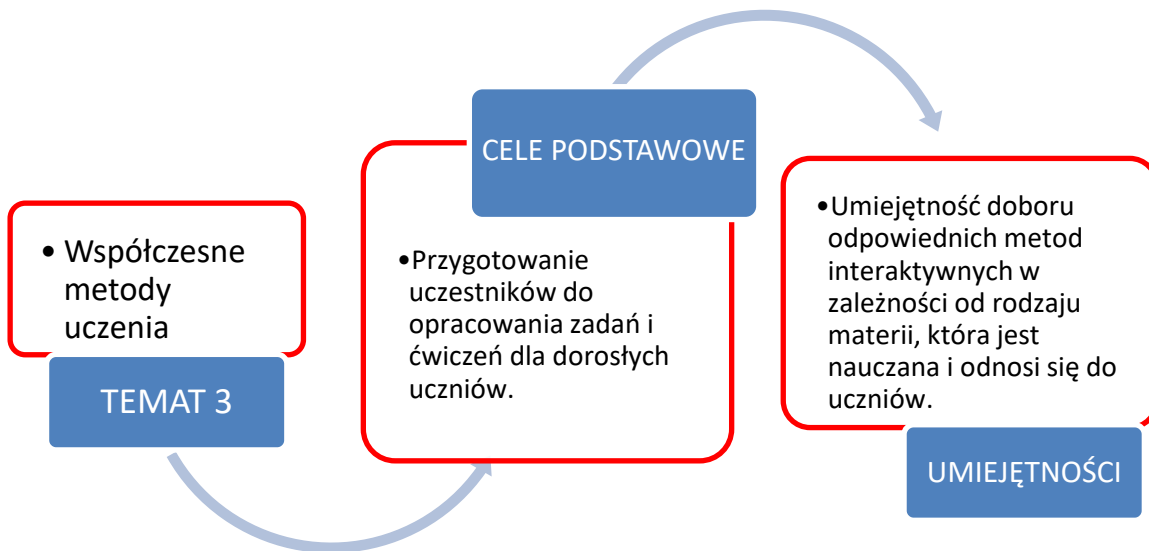 • Współczesne
metody
uczenia
TEMAT 3
CELE PODSTAWOWE
•Przygotowanie
uczestników do
opracowania zadań i
ćwiczeń dla dorosłych
uczniów.
•Umiejętność doboru
odpowiednich metod
interaktywnych w
zależności od rodzaju
materii, która jest
nauczana i odnosi się do
uczniów.
UMIEJĘTNOŚCI